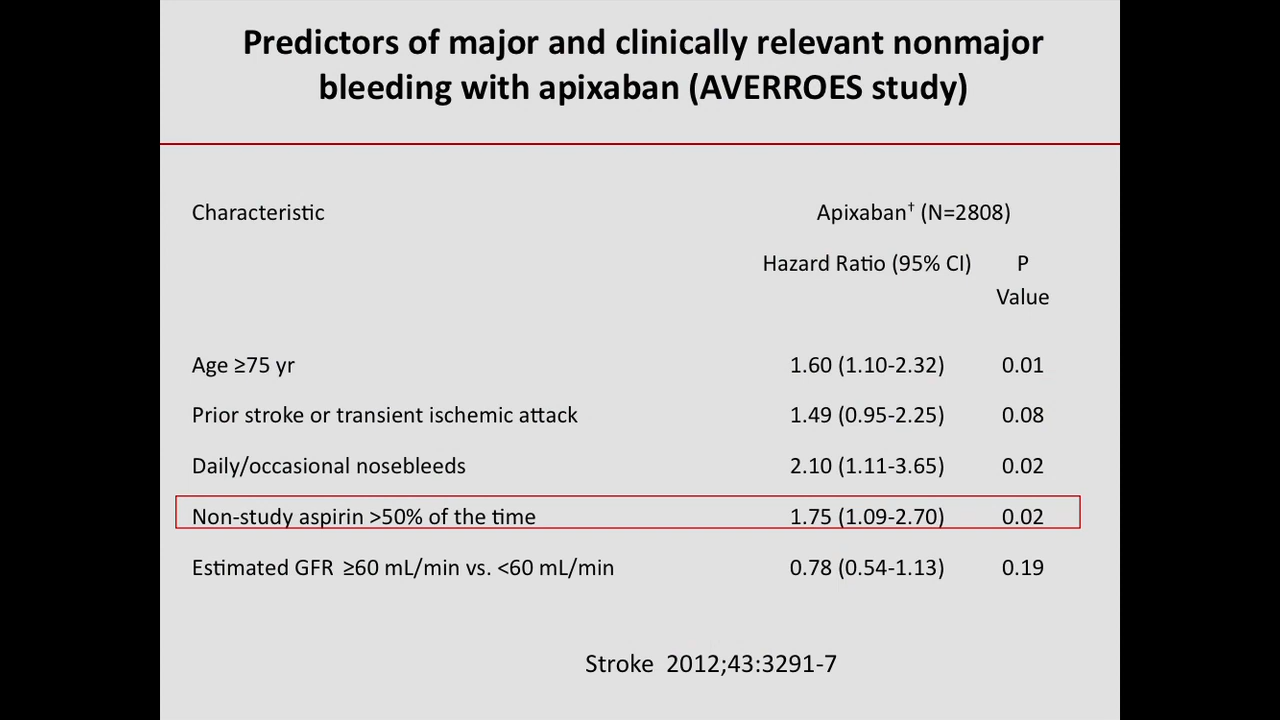 Predictors of major and clinically relevant nonmajor
bleeding with apixaban (AVERROES study)
Characteristic Apixaban† (N=2808)
Hazard Ratio (95% CI) P
Value
Age ≥75 yr 1.60 (1.10-2.32) 0.01
Prior stroke or transient ischemic attack 1.49 (0.95-2.25) 0.08
Daily/occasional nosebleeds 2.10 (1.11-3.65) 0.02
Non-study aspirin >50% of the time 1.75 (1.09-2.70) 0.02
Estimated GFR ≥60 mL/min vs. <60 mL/min 0.78 (0.54-1.13) 0.19
Stroke 2012;43:3291-7